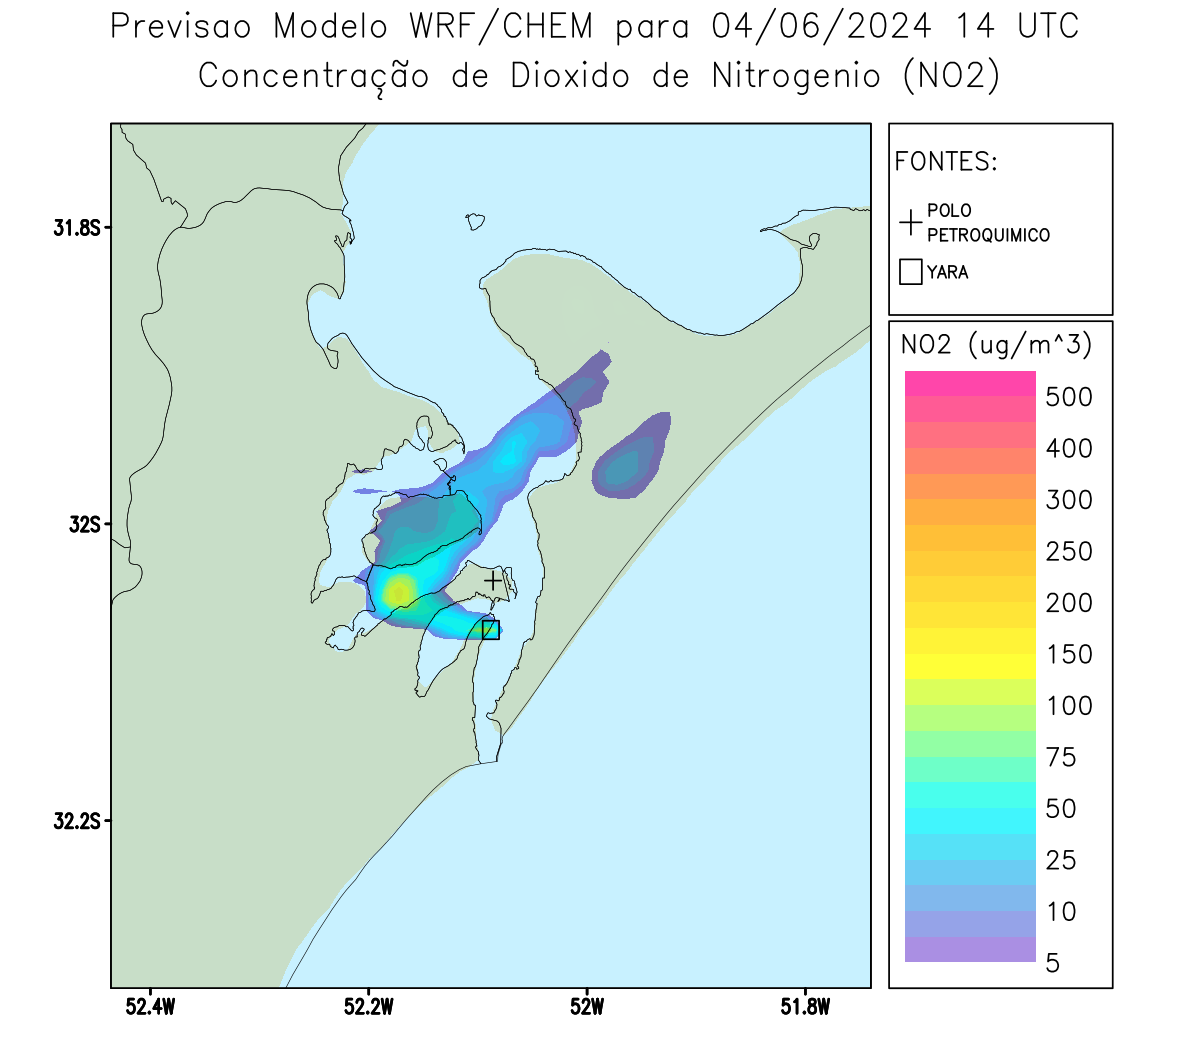 Previsao Modelo WRF/CHEM para 04/06/2024 14 UTC
Concentração de Dioxido de Nitrogenio (NO2)
FONTES:
POLO
PETROQUIMICO
YARA
NO2 (ug/m^3)
500
400
300
250
200
150
100
75
50
25
10
5
31.8S
32S
32.2S
52.4W
52.2W
52W
51.8W